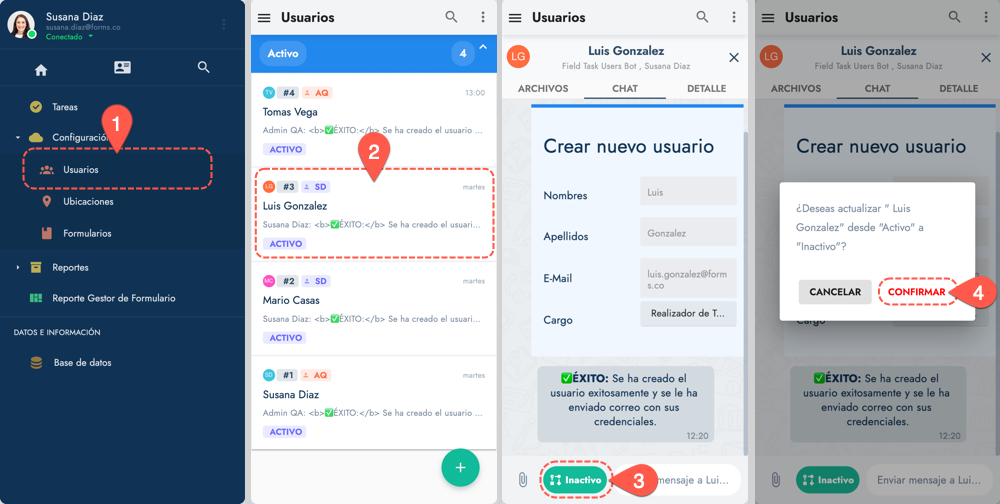 Susana Diaz
susana.diaz@forms.co
Conectado
Tareas
1
Configuración
Usuarios
Ubicaciones
Formularios
Reportes
Reporte Gestor de Formulario
DATOS E INFORMACIÓN
Base de datos
Usuarios
Activo 4
TV #4 AQ 13:00
Tomas Vega
Admin QA: <b>✅ÉXITO:</b> Se ha creado el usuario ...
ACTIVO
2
LG #3 SD martes
Luis Gonzalez
Susana Diaz: <b>✅ÉXITO:</b> Se ha creado el usuari...
ACTIVO
MC #2 SD martes
Mario Casas
Susana Diaz: <b>✅ÉXITO:</b> Se ha creado el usuari...
ACTIVO
SD #1 AQ martes
Susana Diaz
Admin QA: <b>✅ÉXITO:</b> Se ha creado el usuario ...
ACTIVO
+
Usuarios
LG Luis Gonzalez
Field Task Users Bot , Susana Diaz
ARCHIVOS CHAT DETALLE
Crear nuevo usuario
Nombres Luis
Apellidos Gonzalez
E-Mail luis.gonzalez@form
s.co
Cargo Realizador de T...
✅ÉXITO: Se ha creado el
usuario exitosamente y se le ha
enviado correo con sus
credenciales.
12:20
Inactivo 3 mensaje a Lui...
Usuarios
LG Luis Gonzalez
Field Task Users Bot , Susana Diaz
ARCHIVOS CHAT DETALLE
¿Deseas actualizar " Luis
Gonzalez" desde "Activo" a
"Inactivo"?
CANCELAR CONFIRMAR 4
Cargo
✅ÉXITO: Se ha creado el
usuario exitosamente y se le ha
enviado correo con sus
credenciales.
12:20
Inactivo Enviar mensaje a Lui...